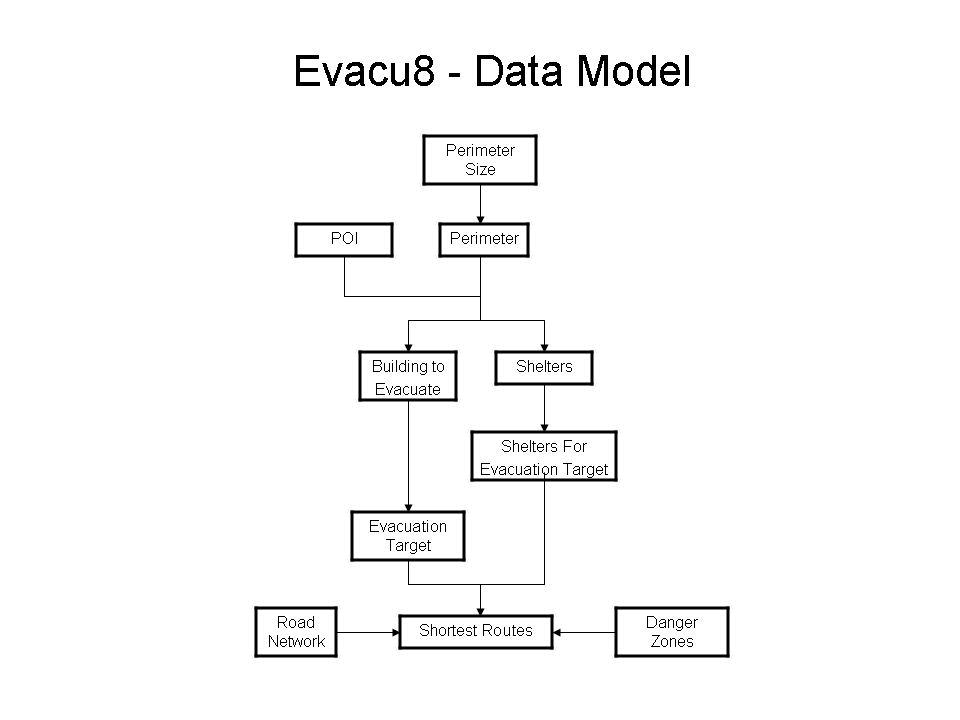 Evacu8 - Data Model
Perimeter
Size
POI
Perimeter
Building to
Evacuate
Shelters
Shelters For
Evacuation Target
Evacuation
Target
Road
Network
Shortest Routes
Danger
Zones